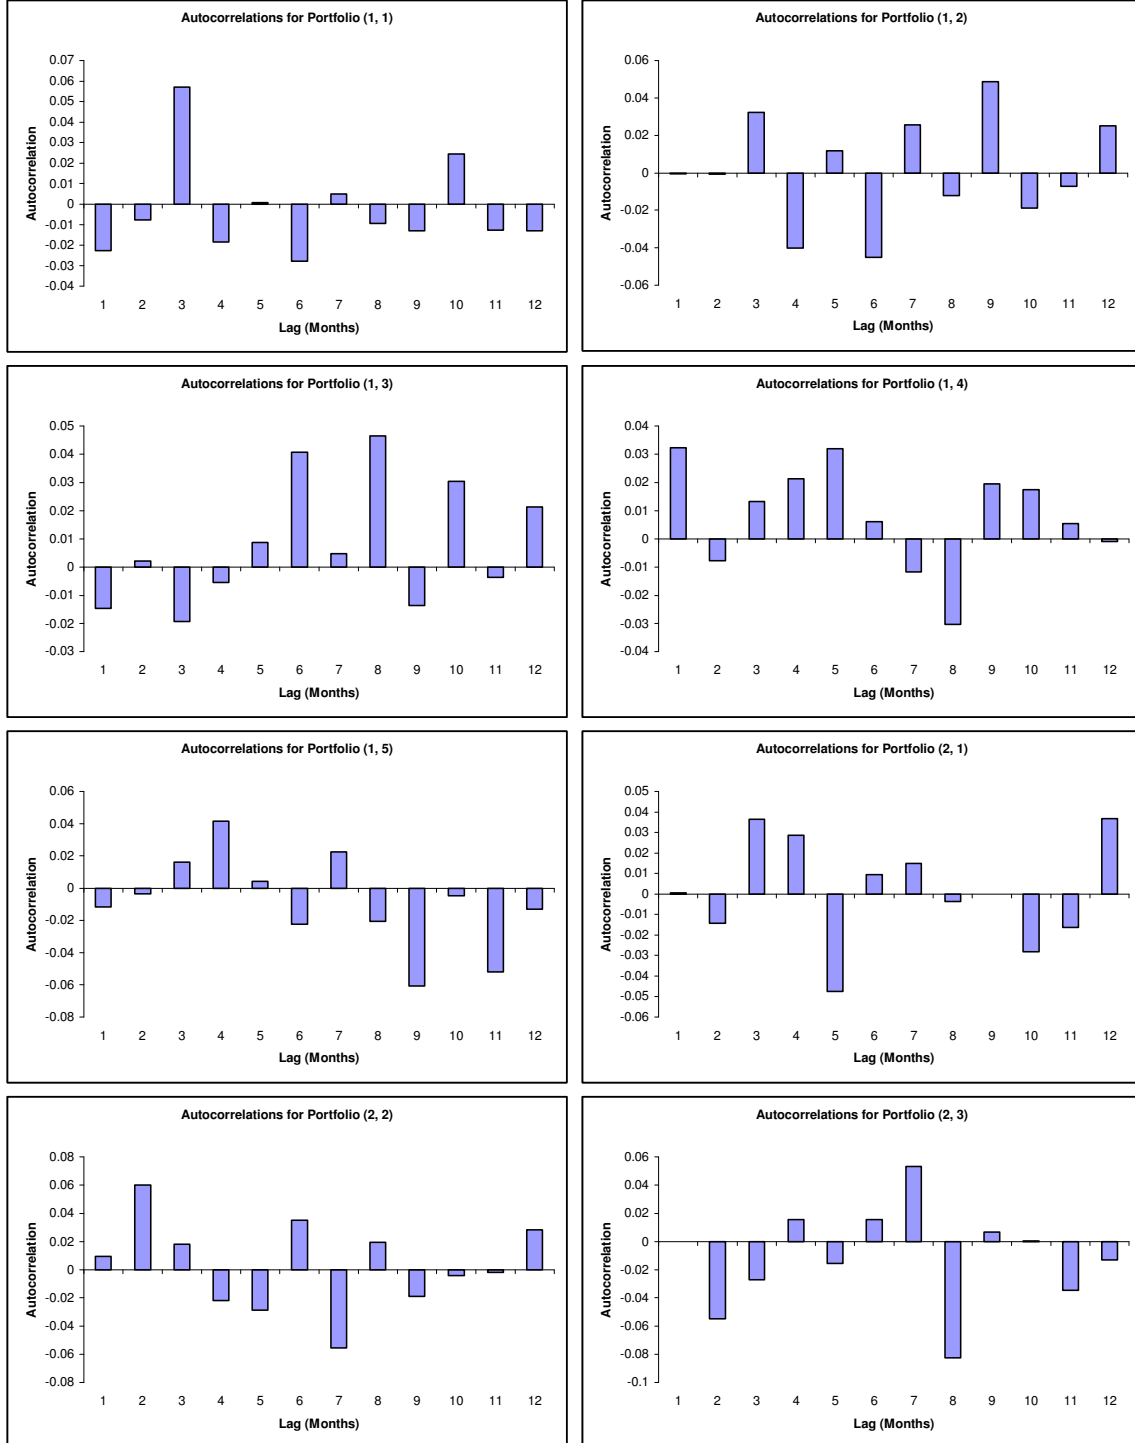 Autocorrelations for Portfolio (1, 1)
0.07
0.06
0.05
0.04
0.03
0.02
0.01
0
-0.01
-0.02
-0.03
-0.04
Autocorrelation
1 2 3 4 5 6 7 8 9 10 11 12
Lag (Months)
Autocorrelations for Portfolio (1, 2)
0.06
0.04
0.02
0
-0.02
-0.04
-0.06
Autocorrelation
1 2 3 4 5 6 7 8 9 10 11 12
Lag (Months)
Autocorrelations for Portfolio (1, 3)
0.05
0.04
0.03
0.02
0.01
0
-0.01
-0.02
-0.03
Autocorrelation
1 2 3 4 5 6 7 8 9 10 11 12
Lag (Months)
Autocorrelations for Portfolio (1, 4)
0.04
0.03
0.02
0.01
0
-0.01
-0.02
-0.03
-0.04
Autocorrelation
1 2 3 4 5 6 7 8 9 10 11 12
Lag (Months)
Autocorrelations for Portfolio (1, 5)
0.06
0.04
0.02
0
-0.02
-0.04
-0.06
-0.08
Autocorrelation
1 2 3 4 5 6 7 8 9 10 11 12
Lag (Months)
Autocorrelations for Portfolio (2, 1)
0.05
0.04
0.03
0.02
0.01
0
-0.01
-0.02
-0.03
-0.04
-0.05
-0.06
Autocorrelation
1 2 3 4 5 6 7 8 9 10 11 12
Lag (Months)
Autocorrelations for Portfolio (2, 2)
0.08
0.06
0.04
0.02
0
-0.02
-0.04
-0.06
-0.08
Autocorrelation
1 2 3 4 5 6 7 8 9 10 11 12
Lag (Months)
Autocorrelations for Portfolio (2, 3)
0.06
0.04
0.02
0
-0.02
-0.04
-0.06
-0.08
-0.1
Autocorrelation
1 2 3 4 5 6 7 8 9 10 11 12
Lag (Months)